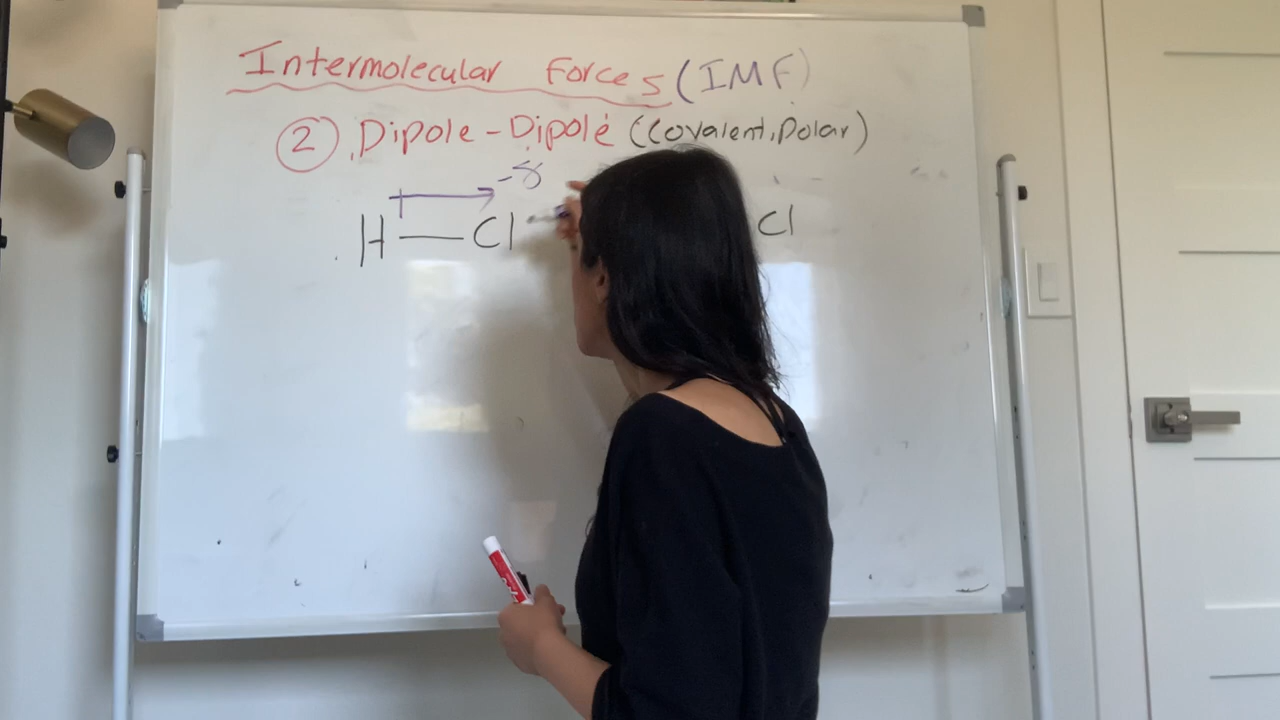 Intermolecular Forces (IMF)
② Dipole-Dipole (Covalent, Polar)
-δ
H — Cl Cl